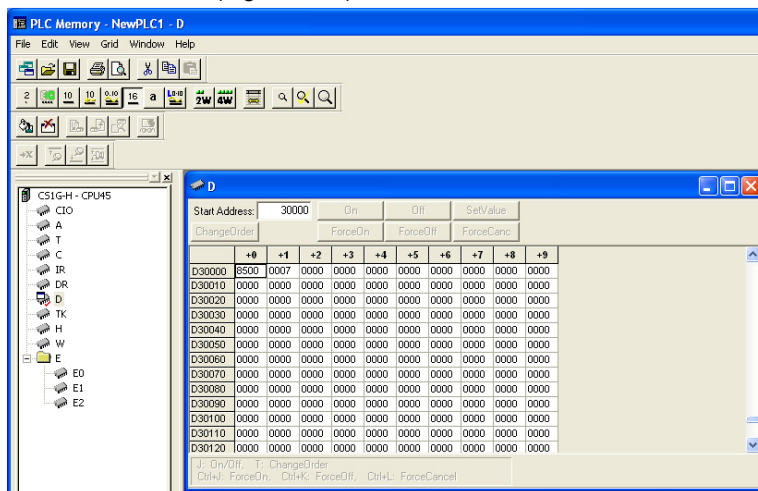 PLC Memory - NewPLC1 - D
File Edit View Grid Window Help
2 10 10 0.10 16 a L0-10 2W 4W
CS1G-H - CPU45
CIO
A
T
C
IR
DR
D
TK
H
W
E
E0
E1
E2
D
Start Address: 30000 On Off SetValue
ChangeOrder ForceOn ForceOff ForceCanc
+0 +1 +2 +3 +4 +5 +6 +7 +8 +9
D30000 8500 0007 0000 0000 0000 0000 0000 0000 0000 0000
D30010 0000 0000 0000 0000 0000 0000 0000 0000 0000 0000
D30020 0000 0000 0000 0000 0000 0000 0000 0000 0000 0000
D30030 0000 0000 0000 0000 0000 0000 0000 0000 0000 0000
D30040 0000 0000 0000 0000 0000 0000 0000 0000 0000 0000
D30050 0000 0000 0000 0000 0000 0000 0000 0000 0000 0000
D30060 0000 0000 0000 0000 0000 0000 0000 0000 0000 0000
D30070 0000 0000 0000 0000 0000 0000 0000 0000 0000 0000
D30080 0000 0000 0000 0000 0000 0000 0000 0000 0000 0000
D30090 0000 0000 0000 0000 0000 0000 0000 0000 0000 0000
D30100 0000 0000 0000 0000 0000 0000 0000 0000 0000 0000
D30110 0000 0000 0000 0000 0000 0000 0000 0000 0000 0000
D30120 0000 0000 0000 0000 0000 0000 0000 0000 0000 0000
J: On/Off, T: ChangeOrder
Ctrl+J: ForceOn, Ctrl+K: ForceOff, Ctrl+L: ForceCancel